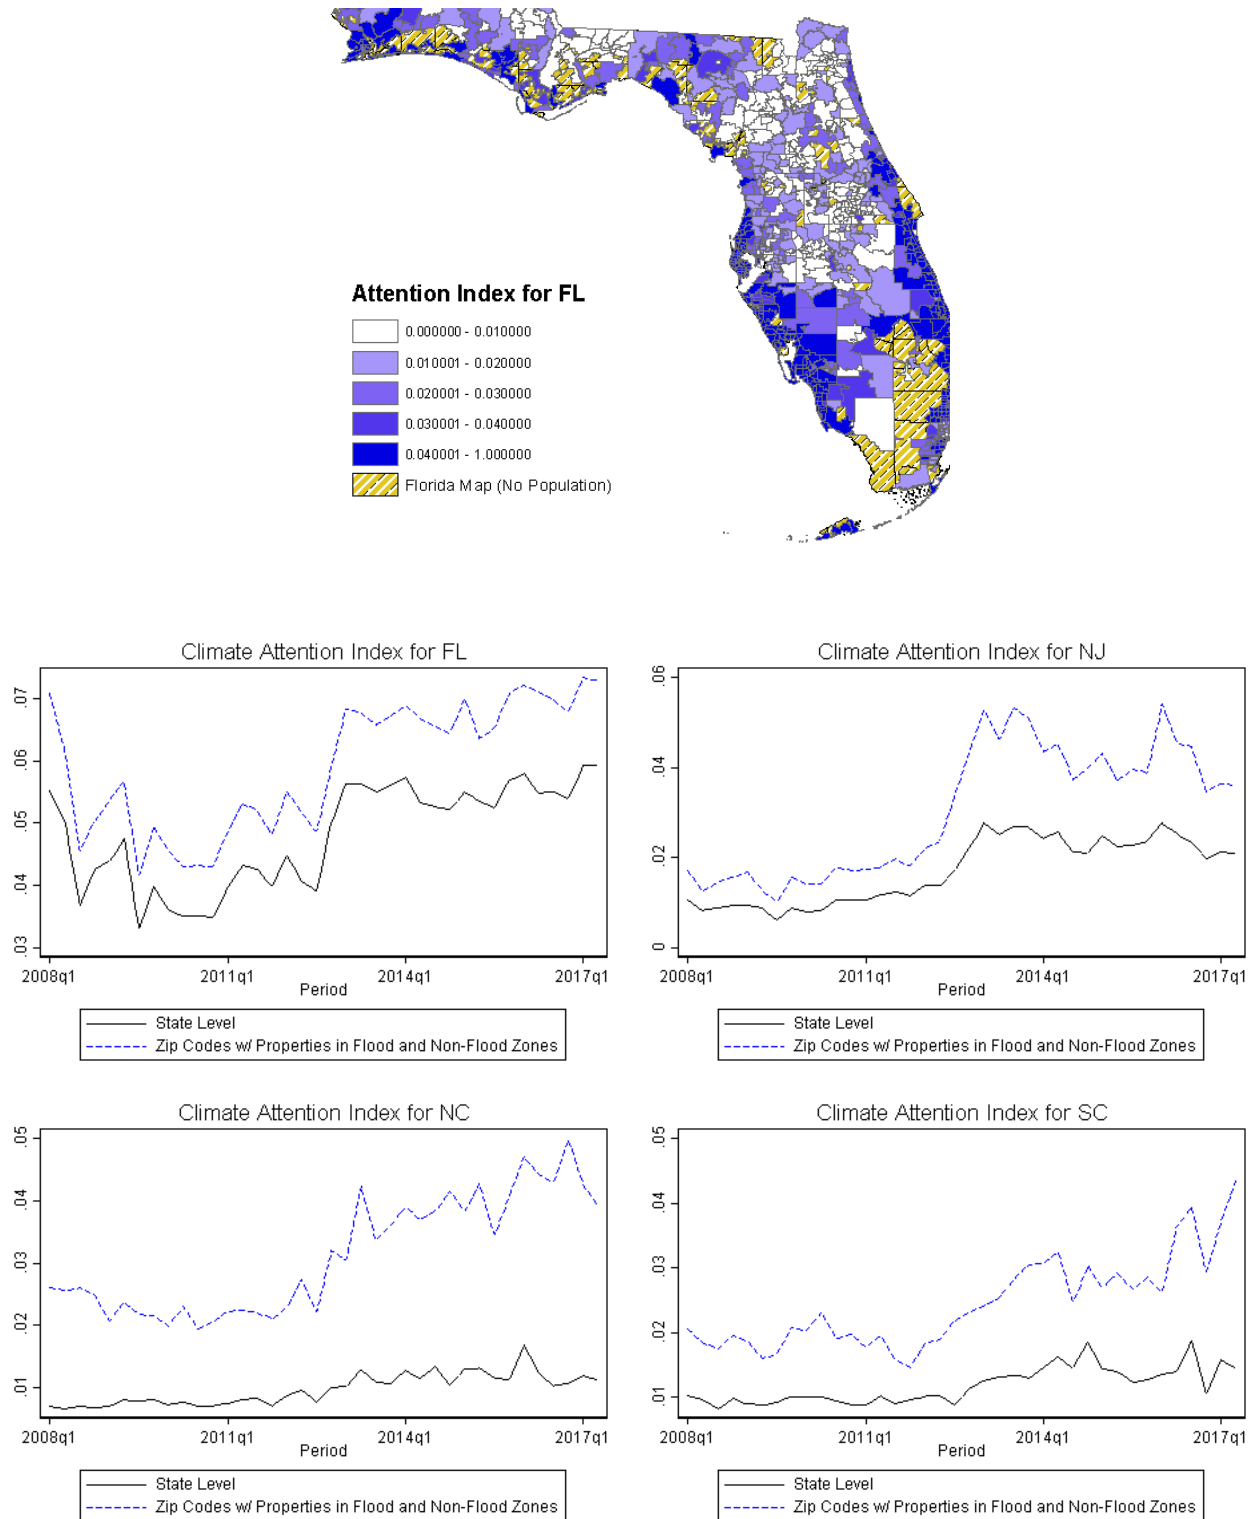 Attention Index for FL
0.000000 - 0.010000
0.010001 - 0.020000
0.020001 - 0.030000
0.030001 - 0.040000
0.040001 - 1.000000
Florida Map (No Population)
Climate Attention Index for FL
.07
.06
.05
.04
.03
2008q1 2011q1 2014q1 2017q1
Period
State Level
Zip Codes w/ Properties in Flood and Non-Flood Zones
Climate Attention Index for NJ
.06
.04
.02
0
2008q1 2011q1 2014q1 2017q1
Period
State Level
Zip Codes w/ Properties in Flood and Non-Flood Zones
Climate Attention Index for NC
.05
.04
.03
.02
.01
2008q1 2011q1 2014q1 2017q1
Period
State Level
Zip Codes w/ Properties in Flood and Non-Flood Zones
Climate Attention Index for SC
.05
.04
.03
.02
.01
2008q1 2011q1 2014q1 2017q1
Period
State Level
Zip Codes w/ Properties in Flood and Non-Flood Zones